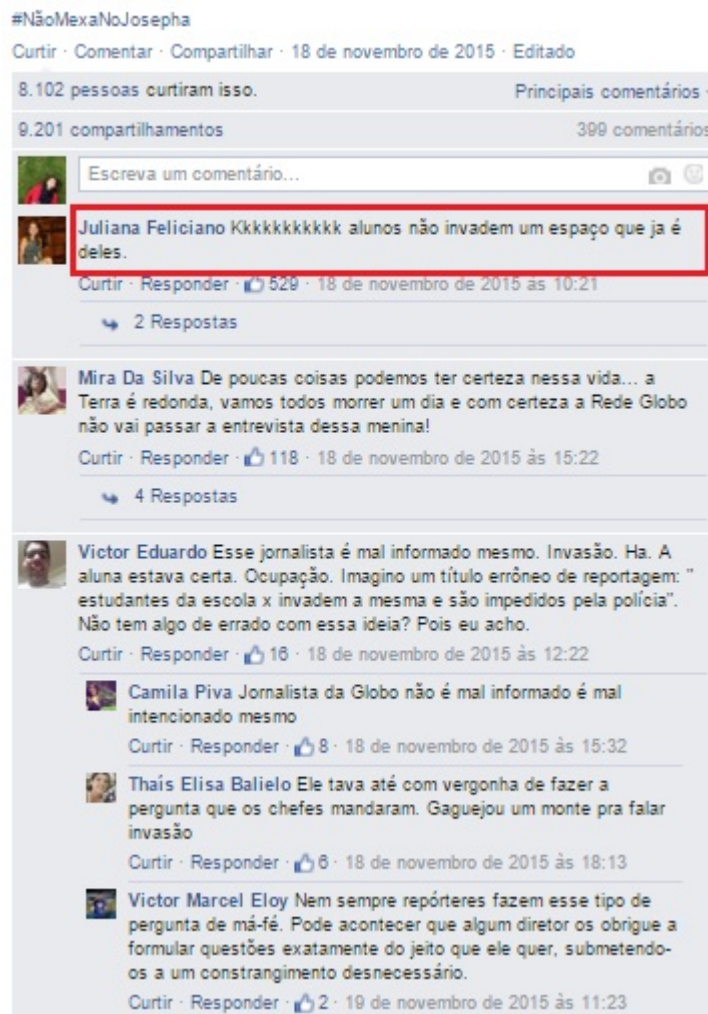 #NãoMexaNoJosepha
Curtir · Comentar · Compartilhar · 18 de novembro de 2015 · Editado
8.102 pessoas curtiram isso. Principais comentários
9.201 compartilhamentos 399 comentários
Escreva um comentário...
Juliana Feliciano Kkkkkkkkkkk alunos não invadem um espaço que ja é
deles.
Curtir · Responder · 529 · 18 de novembro de 2015 às 10:21
2 Respostas
Mira Da Silva De poucas coisas podemos ter certeza nessa vida... a
Terra é redonda, vamos todos morrer um dia e com certeza a Rede Globo
não vai passar a entrevista dessa menina!
Curtir · Responder · 118 · 18 de novembro de 2015 às 15:22
4 Respostas
Victor Eduardo Esse jornalista é mal informado mesmo. Invasão. Ha. A
aluna estava certa. Ocupação. Imagino um título errôneo de reportagem: "
estudantes da escola x invadem a mesma e são impedidos pela polícia".
Não tem algo de errado com essa ideia? Pois eu acho.
Curtir · Responder · 16 · 18 de novembro de 2015 às 12:22
Camila Piva Jornalista da Globo não é mal informado é mal
intencionado mesmo
Curtir · Responder · 8 · 18 de novembro de 2015 às 15:32
Thaís Elisa Balielo Ele tava até com vergonha de fazer a
pergunta que os chefes mandaram. Gaguejou um monte pra falar
invasão
Curtir · Responder · 6 · 18 de novembro de 2015 às 18:13
Victor Marcel Eloy Nem sempre repórteres fazem esse tipo de
pergunta de má-fé. Pode acontecer que algum diretor os obrigue a
formular questões exatamente do jeito que ele quer, submetendo-
os a um constrangimento desnecessário.
Curtir · Responder · 2 · 19 de novembro de 2015 às 11:23